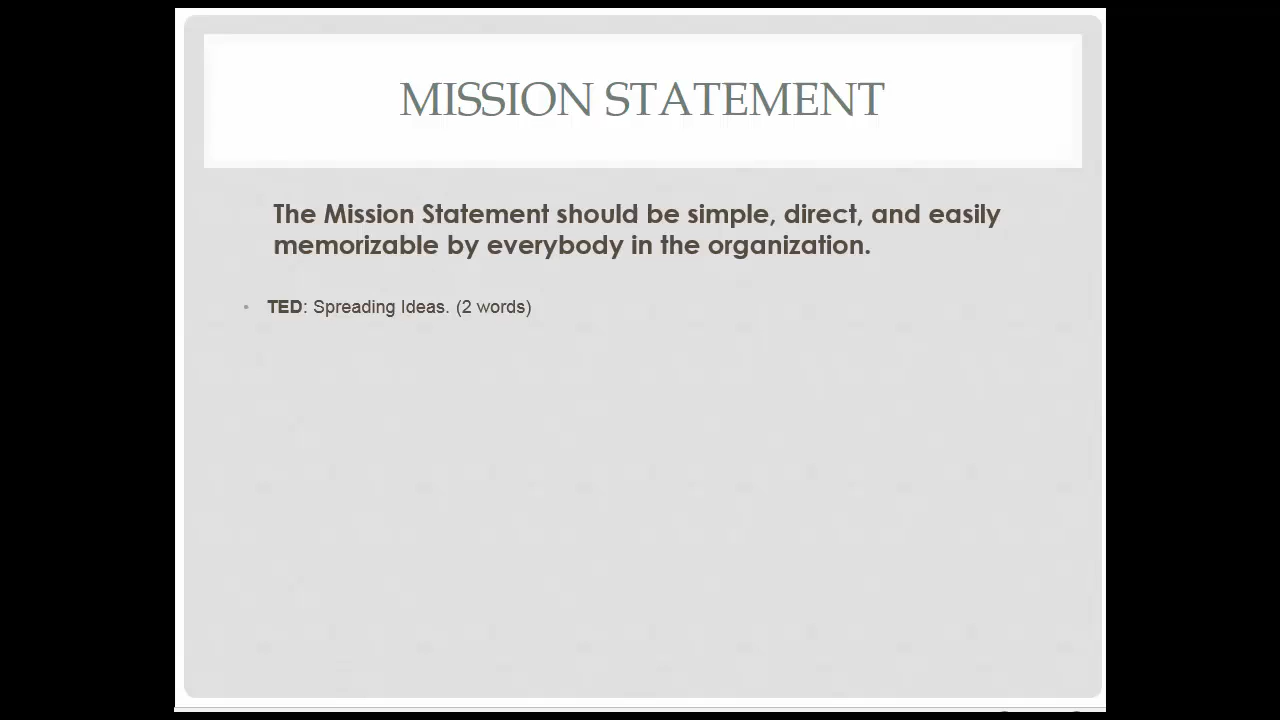 MISSION STATEMENT
The Mission Statement should be simple, direct, and easily
memorizable by everybody in the organization.
• TED: Spreading Ideas. (2 words)